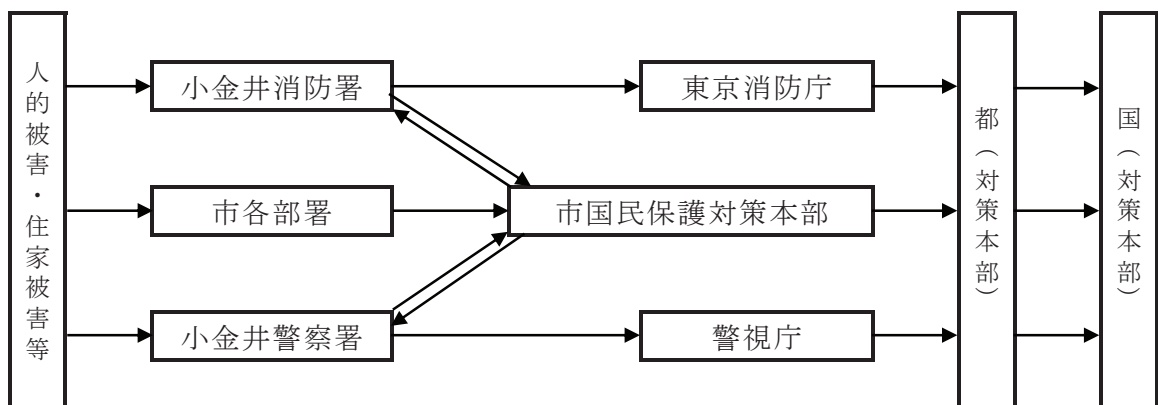 人的被害・住家被害等
小金井消防署
東京消防庁
市各部署
市国民保護対策本部
小金井警察署
警視庁
都（対策本部）
国（対策本部）